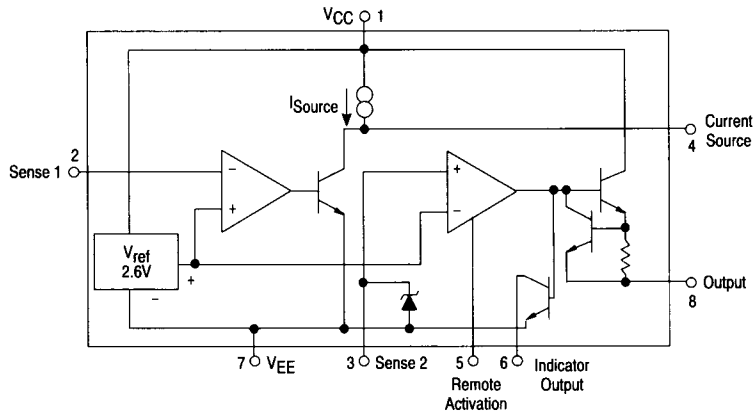 VCC 1
ISource
Current
Source
4
2
Sense 1
−
+
+
−
Vref
2.6V
+
−
Output
8
7 VEE
3 Sense 2
5
Remote
Activation
6 Indicator
Output